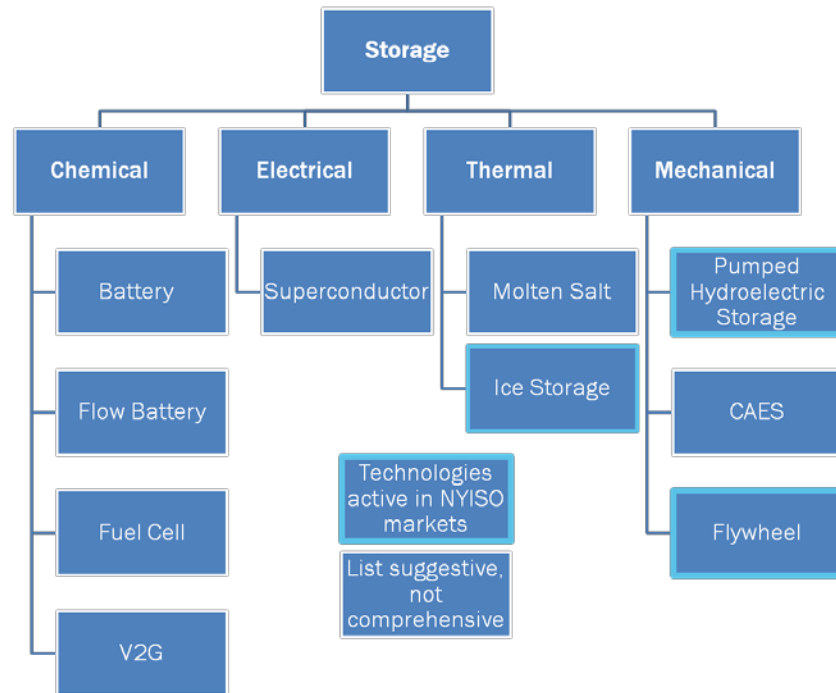 Storage
Chemical
Electrical
Thermal
Mechanical
Battery
Superconductor
Molten Salt
Pumped
Hydroelectric
Storage
Flow Battery
Ice Storage
CAES
Technologies
active in NYISO
markets
Fuel Cell
Flywheel
List suggestive,
not
comprehensive
V2G